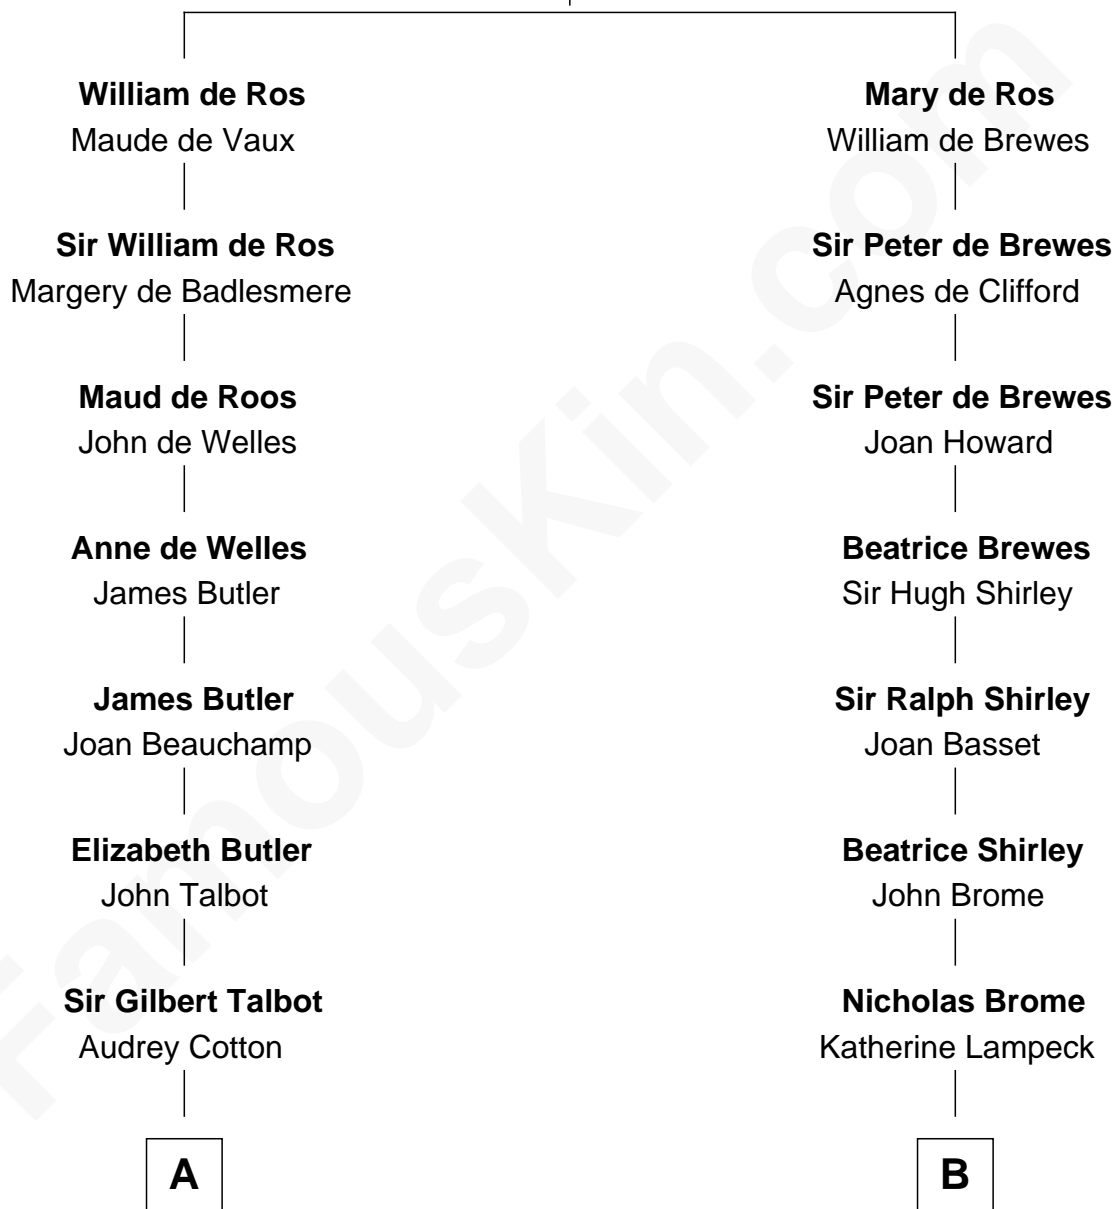 William de Ros
Maude de Vaux
Sir William de Ros
Margery de Badlesmere
Maud de Roos
John de Welles
Anne de Welles
James Butler
James Butler
Joan Beauchamp
Elizabeth Butler
John Talbot
Sir Gilbert Talbot
Audrey Cotton
A
Mary de Ros
William de Brewes
Sir Peter de Brewes
Agnes de Clifford
Sir Peter de Brewes
Joan Howard
Beatrice Brewes
Sir Hugh Shirley
Sir Ralph Shirley
Joan Basset
Beatrice Shirley
John Brome
Nicholas Brome
Katherine Lampeck
B
FamousKin.com